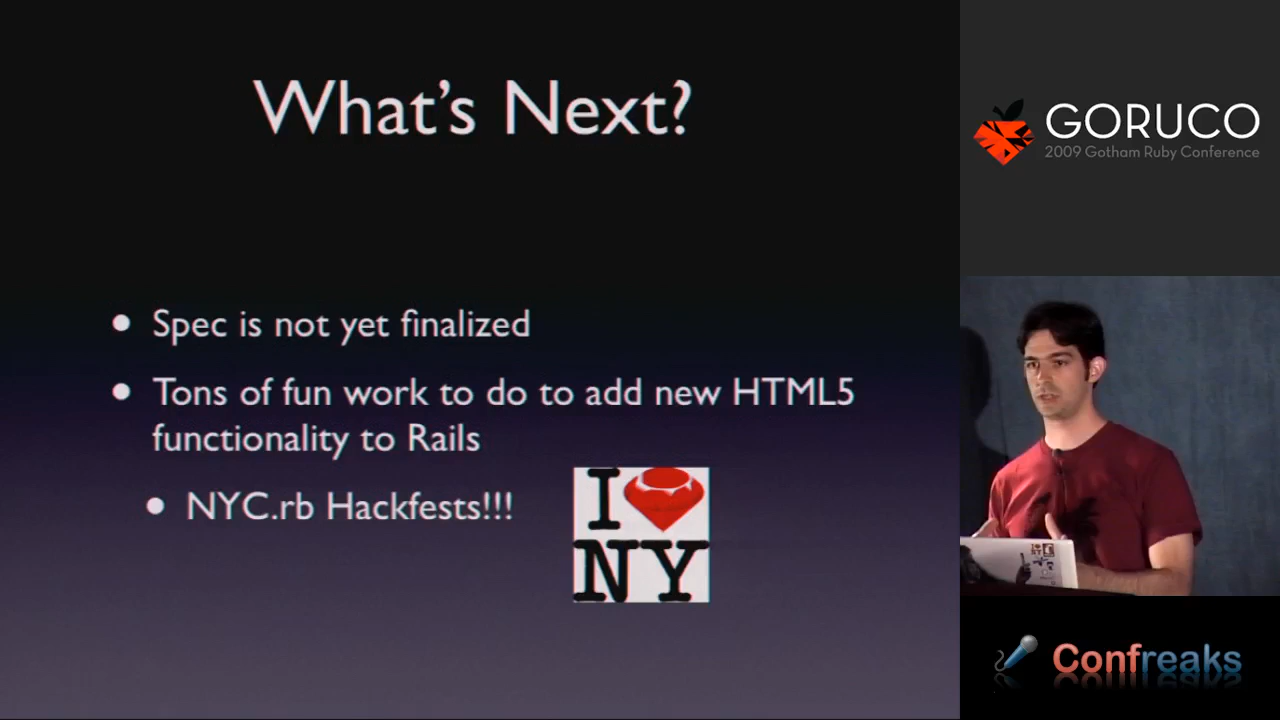 What's Next?
• Spec is not yet finalized
• Tons of fun work to do to add new HTML5
functionality to Rails
• NYC.rb Hackfests!!!
I
NY
GORUCO
2009 Gotham Ruby Conference
Confreaks